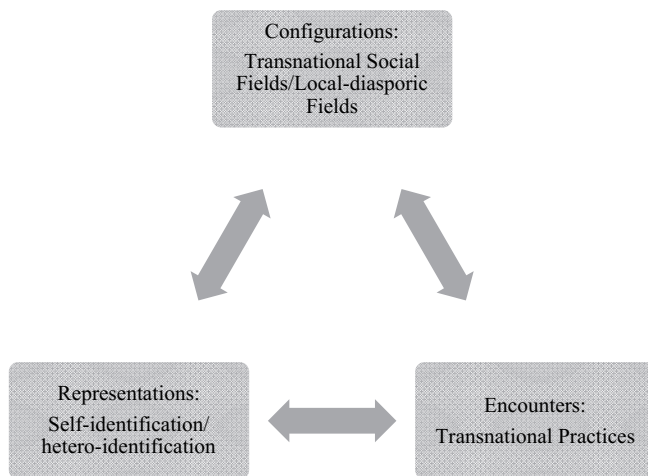 Configurations:
Transnational Social
Fields/Local-diasporic
Fields
Representations:
Self-identification/
hetero-identification
Encounters:
Transnational Practices